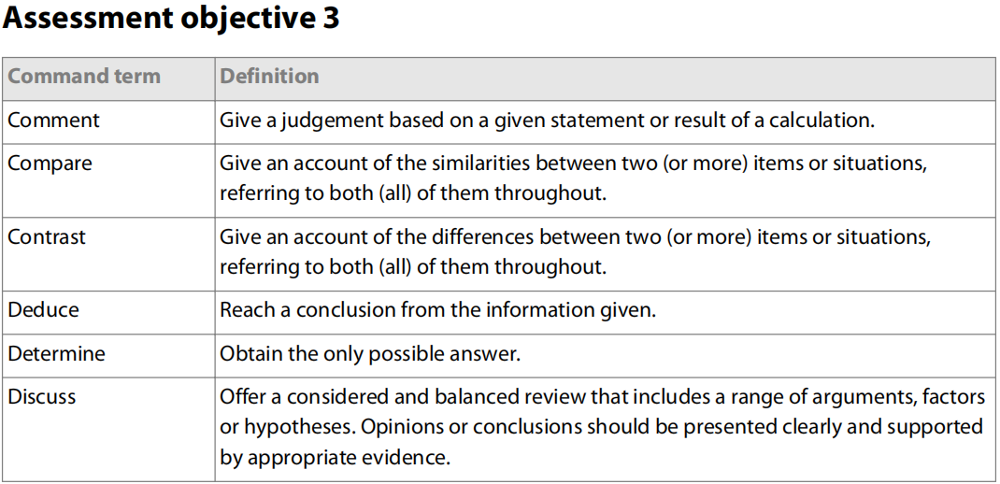 Assessment objective 3
Command term Definition
Comment Give a judgement based on a given statement or result of a calculation.
Compare Give an account of the similarities between two (or more) items or situations,
referring to both (all) of them throughout.
Contrast Give an account of the differences between two (or more) items or situations,
referring to both (all) of them throughout.
Deduce Reach a conclusion from the information given.
Determine Obtain the only possible answer.
Discuss Offer a considered and balanced review that includes a range of arguments, factors
or hypotheses. Opinions or conclusions should be presented clearly and supported
by appropriate evidence.